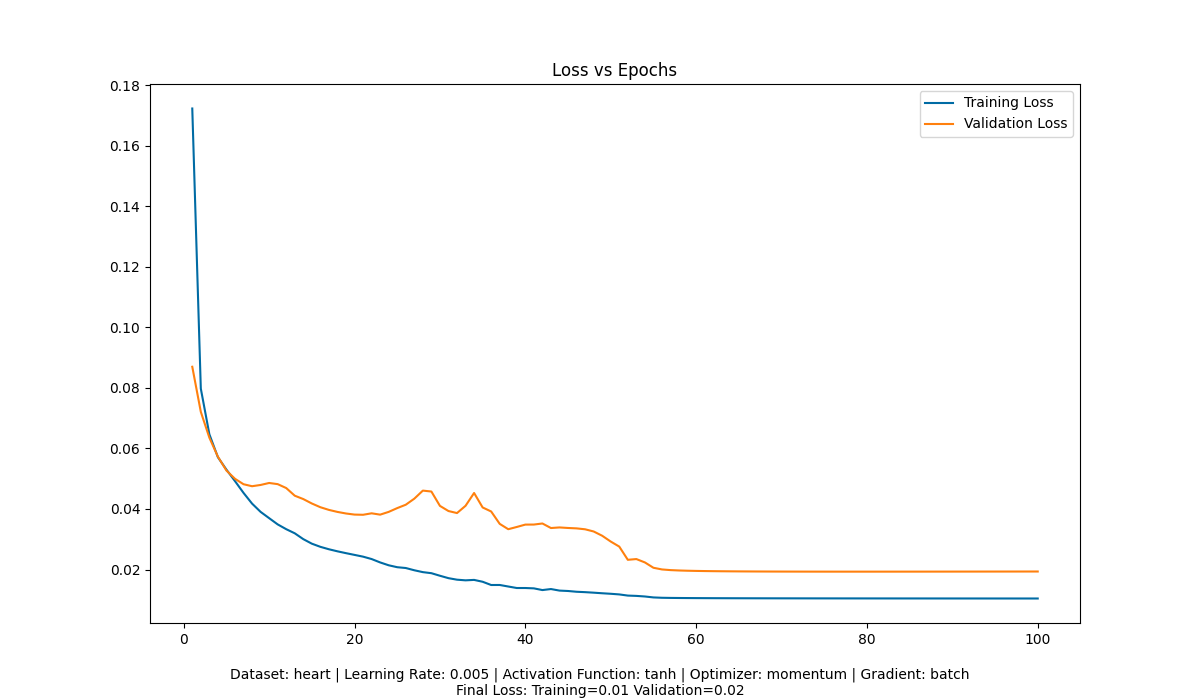 Loss vs Epochs
Training Loss
Validation Loss
0.18
0.16
0.14
0.12
0.10
0.08
0.06
0.04
0.02
0 20 40 60 80 100
Dataset: heart | Learning Rate: 0.005 | Activation Function: tanh | Optimizer: momentum | Gradient: batch
Final Loss: Training=0.01 Validation=0.02